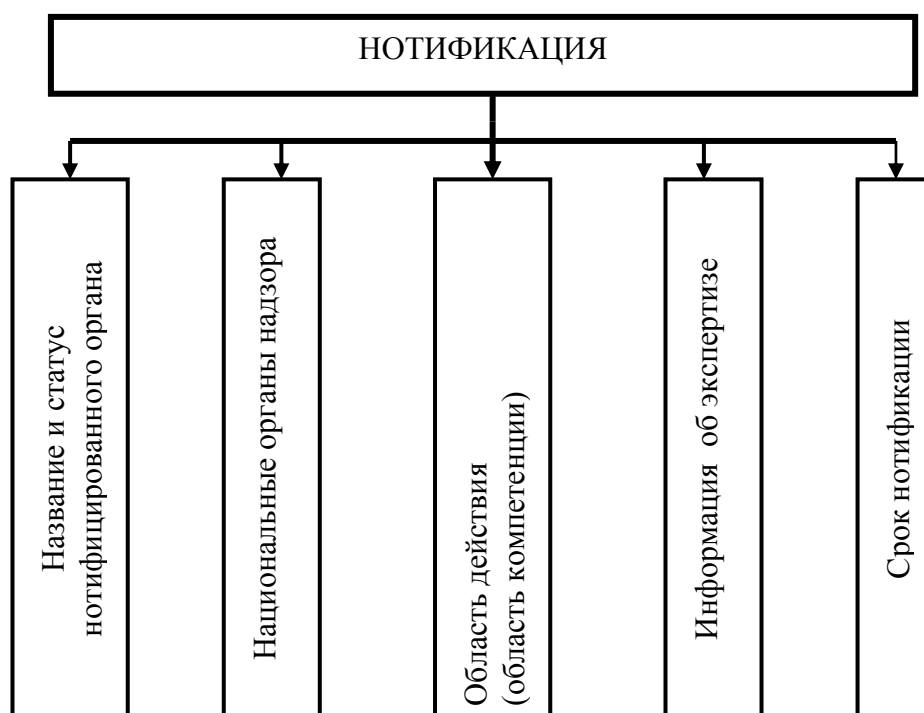 НОТИФИКАЦИЯ
Название и статус
нотифицированного органа
Национальные органы надзора
Область действия
(область компетенции)
Информация об экспертизе
Срок нотификации